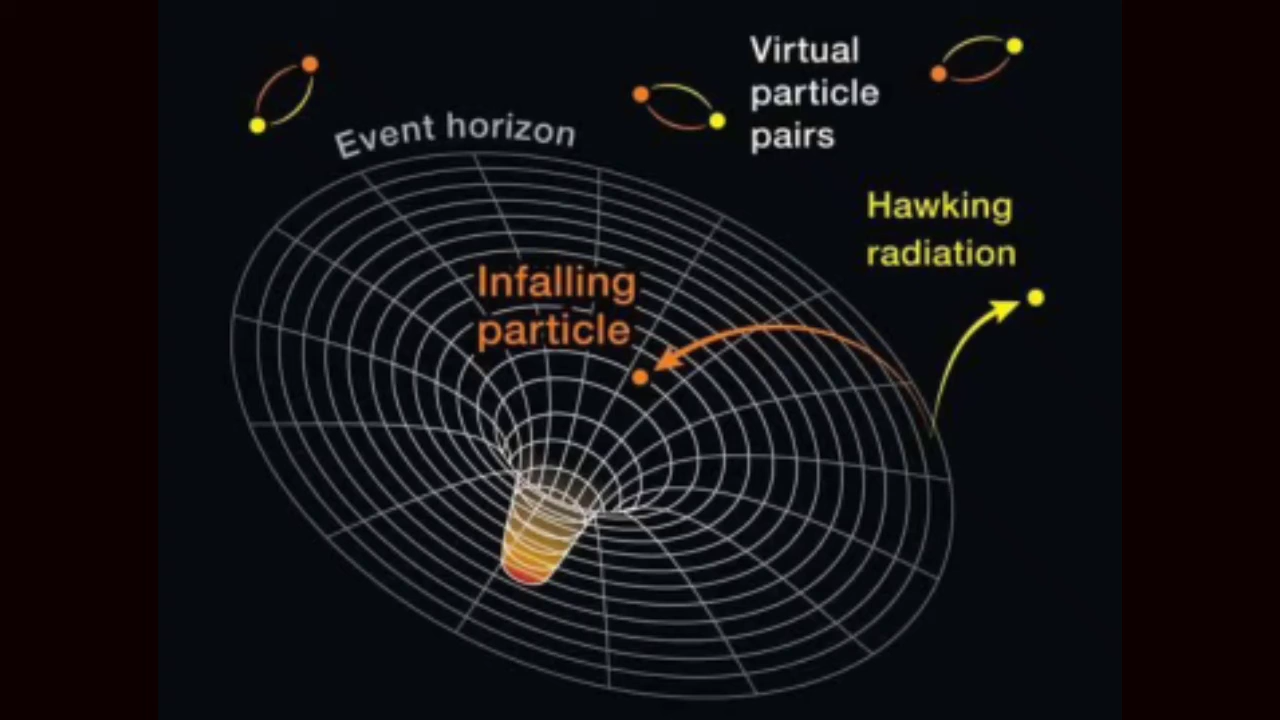 Virtual
particle
pairs
Event horizon
Hawking
radiation
Infalling
particle